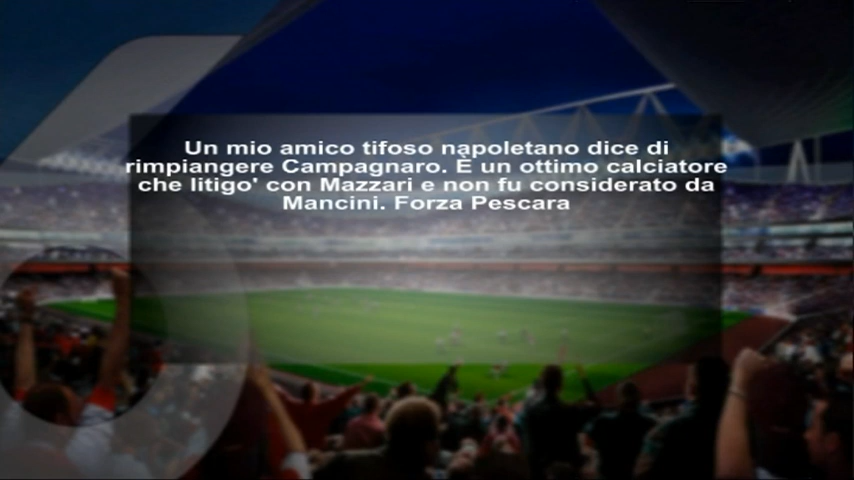 Un mio amico tifoso napoletano dice di
rimpiangere Campagnaro. È un ottimo calciatore
che litigo' con Mazzari e non fu considerato da
Mancini. Forza Pescara